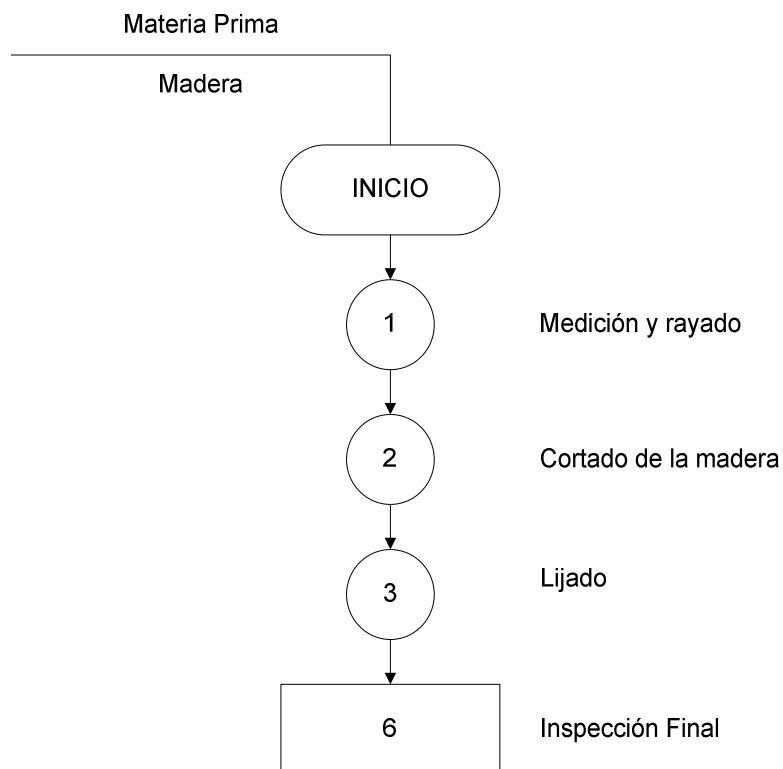 Materia Prima
Madera
INICIO
1
Medición y rayado
2
Cortado de la madera
3
Lijado
6
Inspección Final